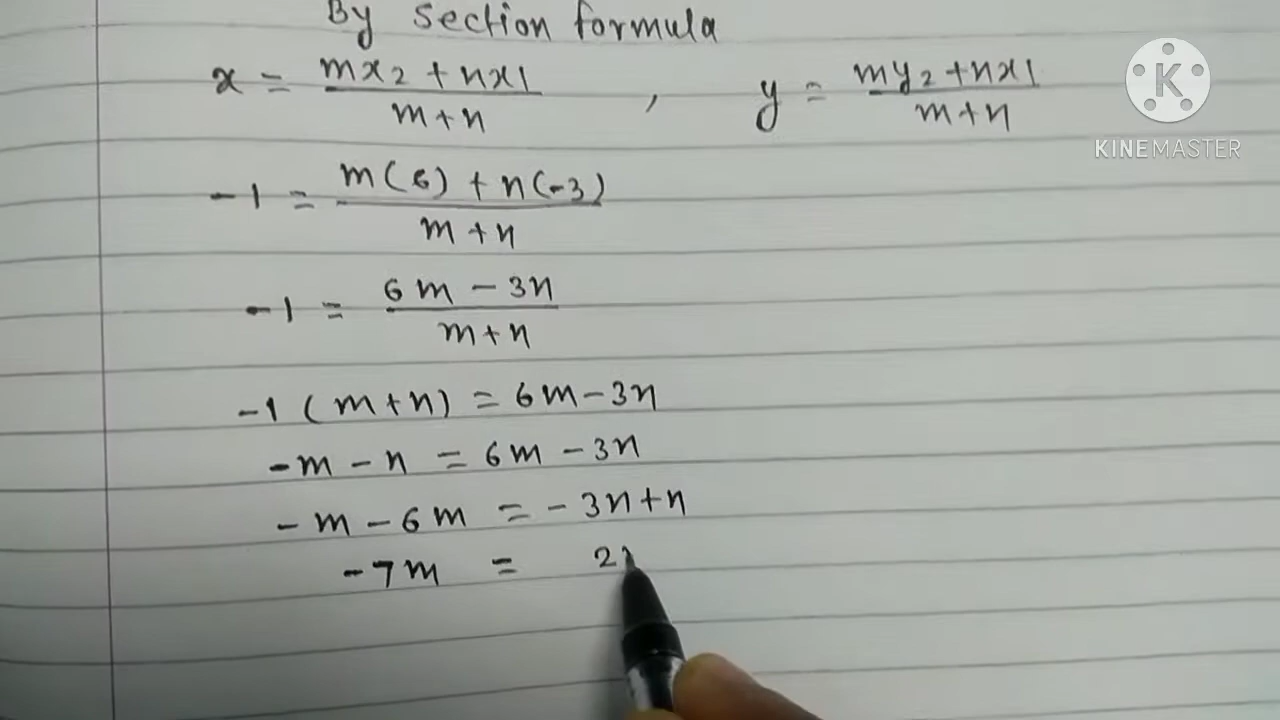 By section formula
x = mx2 + nx1 / m+n , y = my2 + nx1 / m+n
-1 = m(6) + n(-3) / m+n
-1 = 6m - 3n / m+n
-1 (m+n) = 6m-3n
-m - n = 6m - 3n
-m - 6m = - 3n+n
-7m = 2
K
KINEMASTER